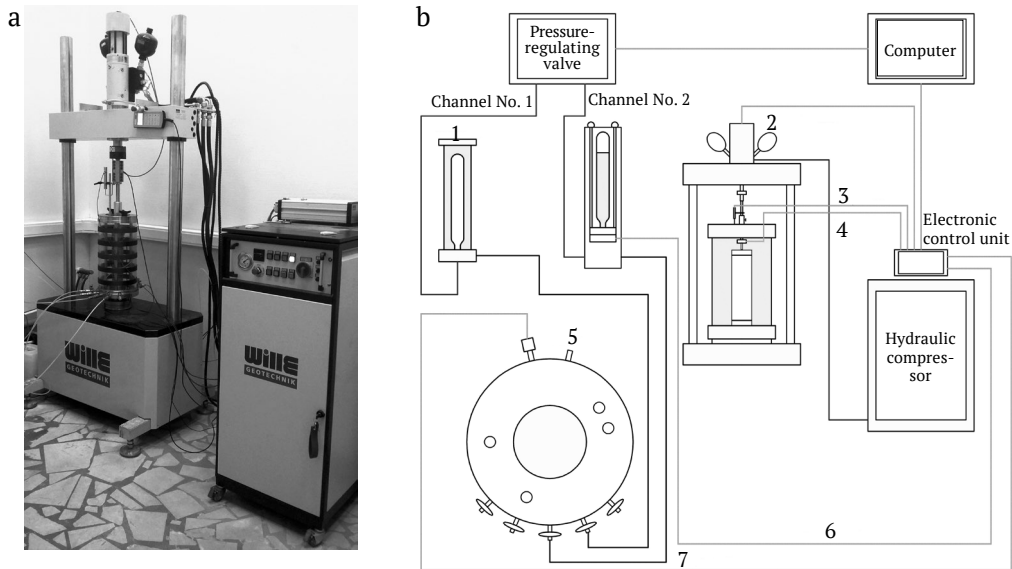 a
WillE
GEOTECHNIK
WillE
GEOTECHNIK
b
Pressure-
regulating
valve
Computer
Channel No. 1
Channel No. 2
1
2
3
4
Electronic
control unit
Hydraulic
compres-
sor
5
6
7